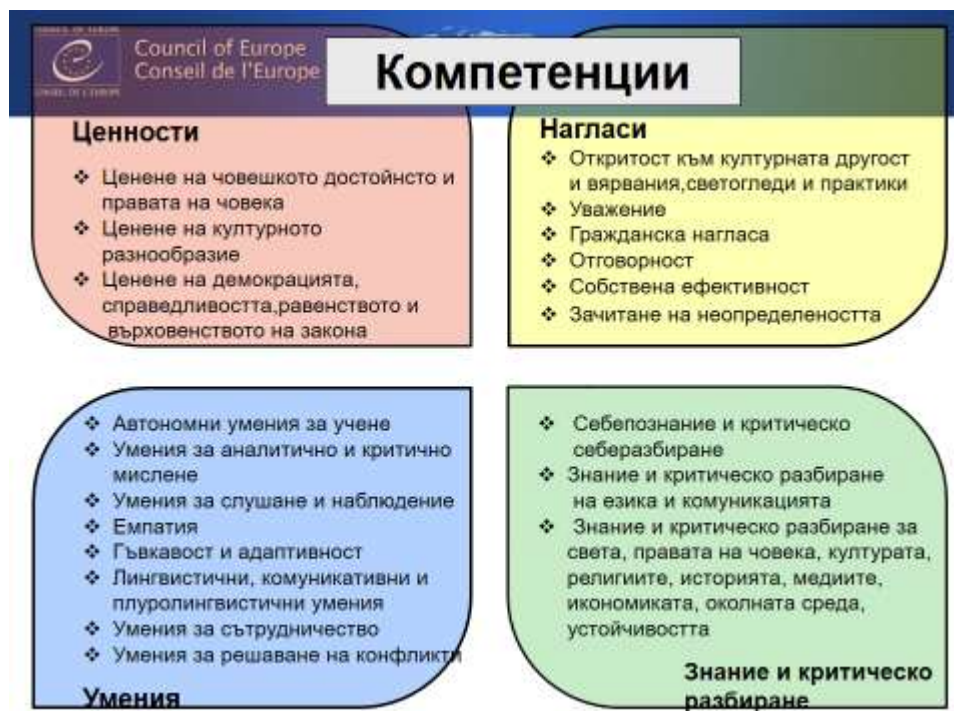 Council of Europe
Conseil de l'Europe
Компетенции
Ценности
❖ Ценене на човешкото достойнсто и
правата на човека
❖ Ценене на културното
разнообразие
❖ Ценене на демокрацията,
справедливостта,равенството и
върховенството на закона
Нагласи
❖ Откритост към културната другост
и вярвания,светогледи и практики
❖ Уважение
❖ Гражданска нагласа
❖ Отговорност
❖ Собствена ефективност
❖ Зачитане на неопределеността
❖ Автономни умения за учене
❖ Умения за аналитично и критично
мислене
❖ Умения за слушане и наблюдение
❖ Емпатия
❖ Гъвкавост и адаптивност
❖ Лингвистични, комуникативни и
плуролингвистични умения
❖ Умения за сътрудничество
❖ Умения за решаване на конфликти
Умения
❖ Себепознание и критическо
себеразбиране
❖ Знание и критическо разбиране
на езика и комуникацията
❖ Знание и критическо разбиране за
света, правата на човека, културата,
религиите, историята, медиите,
икономиката, околната среда,
устойчивостта
Знание и критическо
разбиране